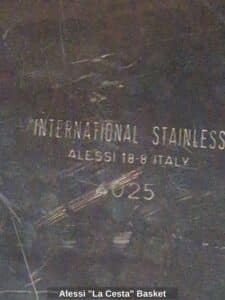 INTERNATIONAL STAINLESS
ALESSI 18-8 ITALY
4025
Alessi "La Cesta" Basket